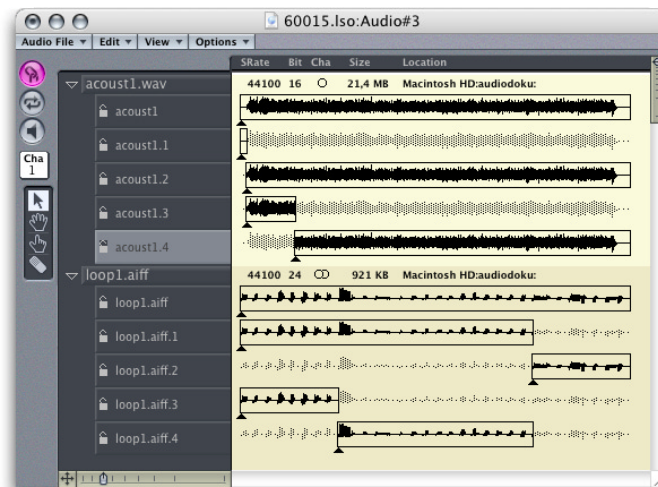 60015.lso:Audio#3
Audio File Edit View Options
SRate Bit Cha Size Location
acoust1.wav 44100 16 21,4 MB Macintosh HD:audiodoku:
acoust1
acoust1.1
Cha
1
acoust1.2
acoust1.3
acoust1.4
loop1.aiff 44100 24 921 KB Macintosh HD:audiodoku:
loop1.aiff
loop1.aiff.1
loop1.aiff.2
loop1.aiff.3
loop1.aiff.4